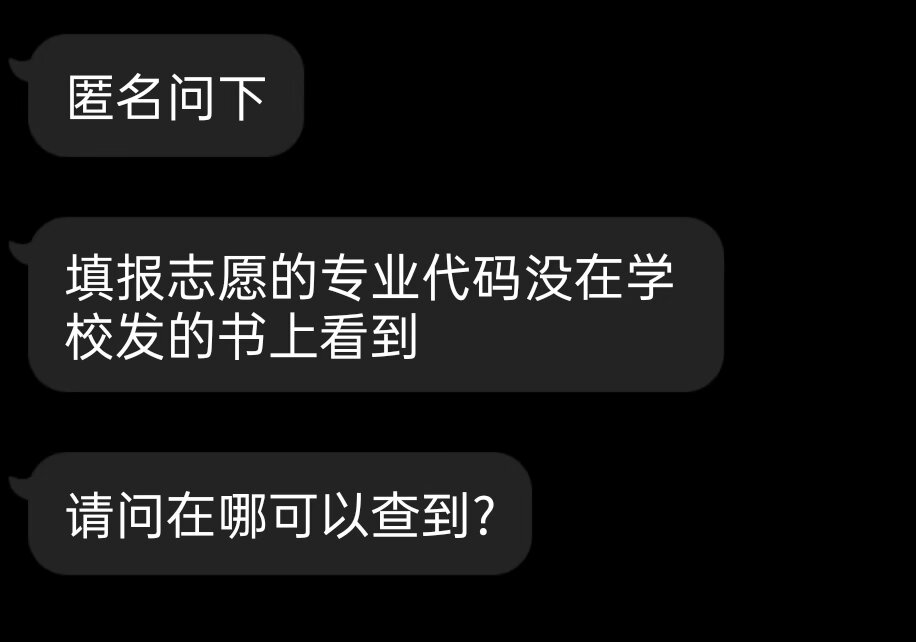 匿名问下
填报志愿的专业代码没在学
校发的书上看到
请问在哪可以查到?